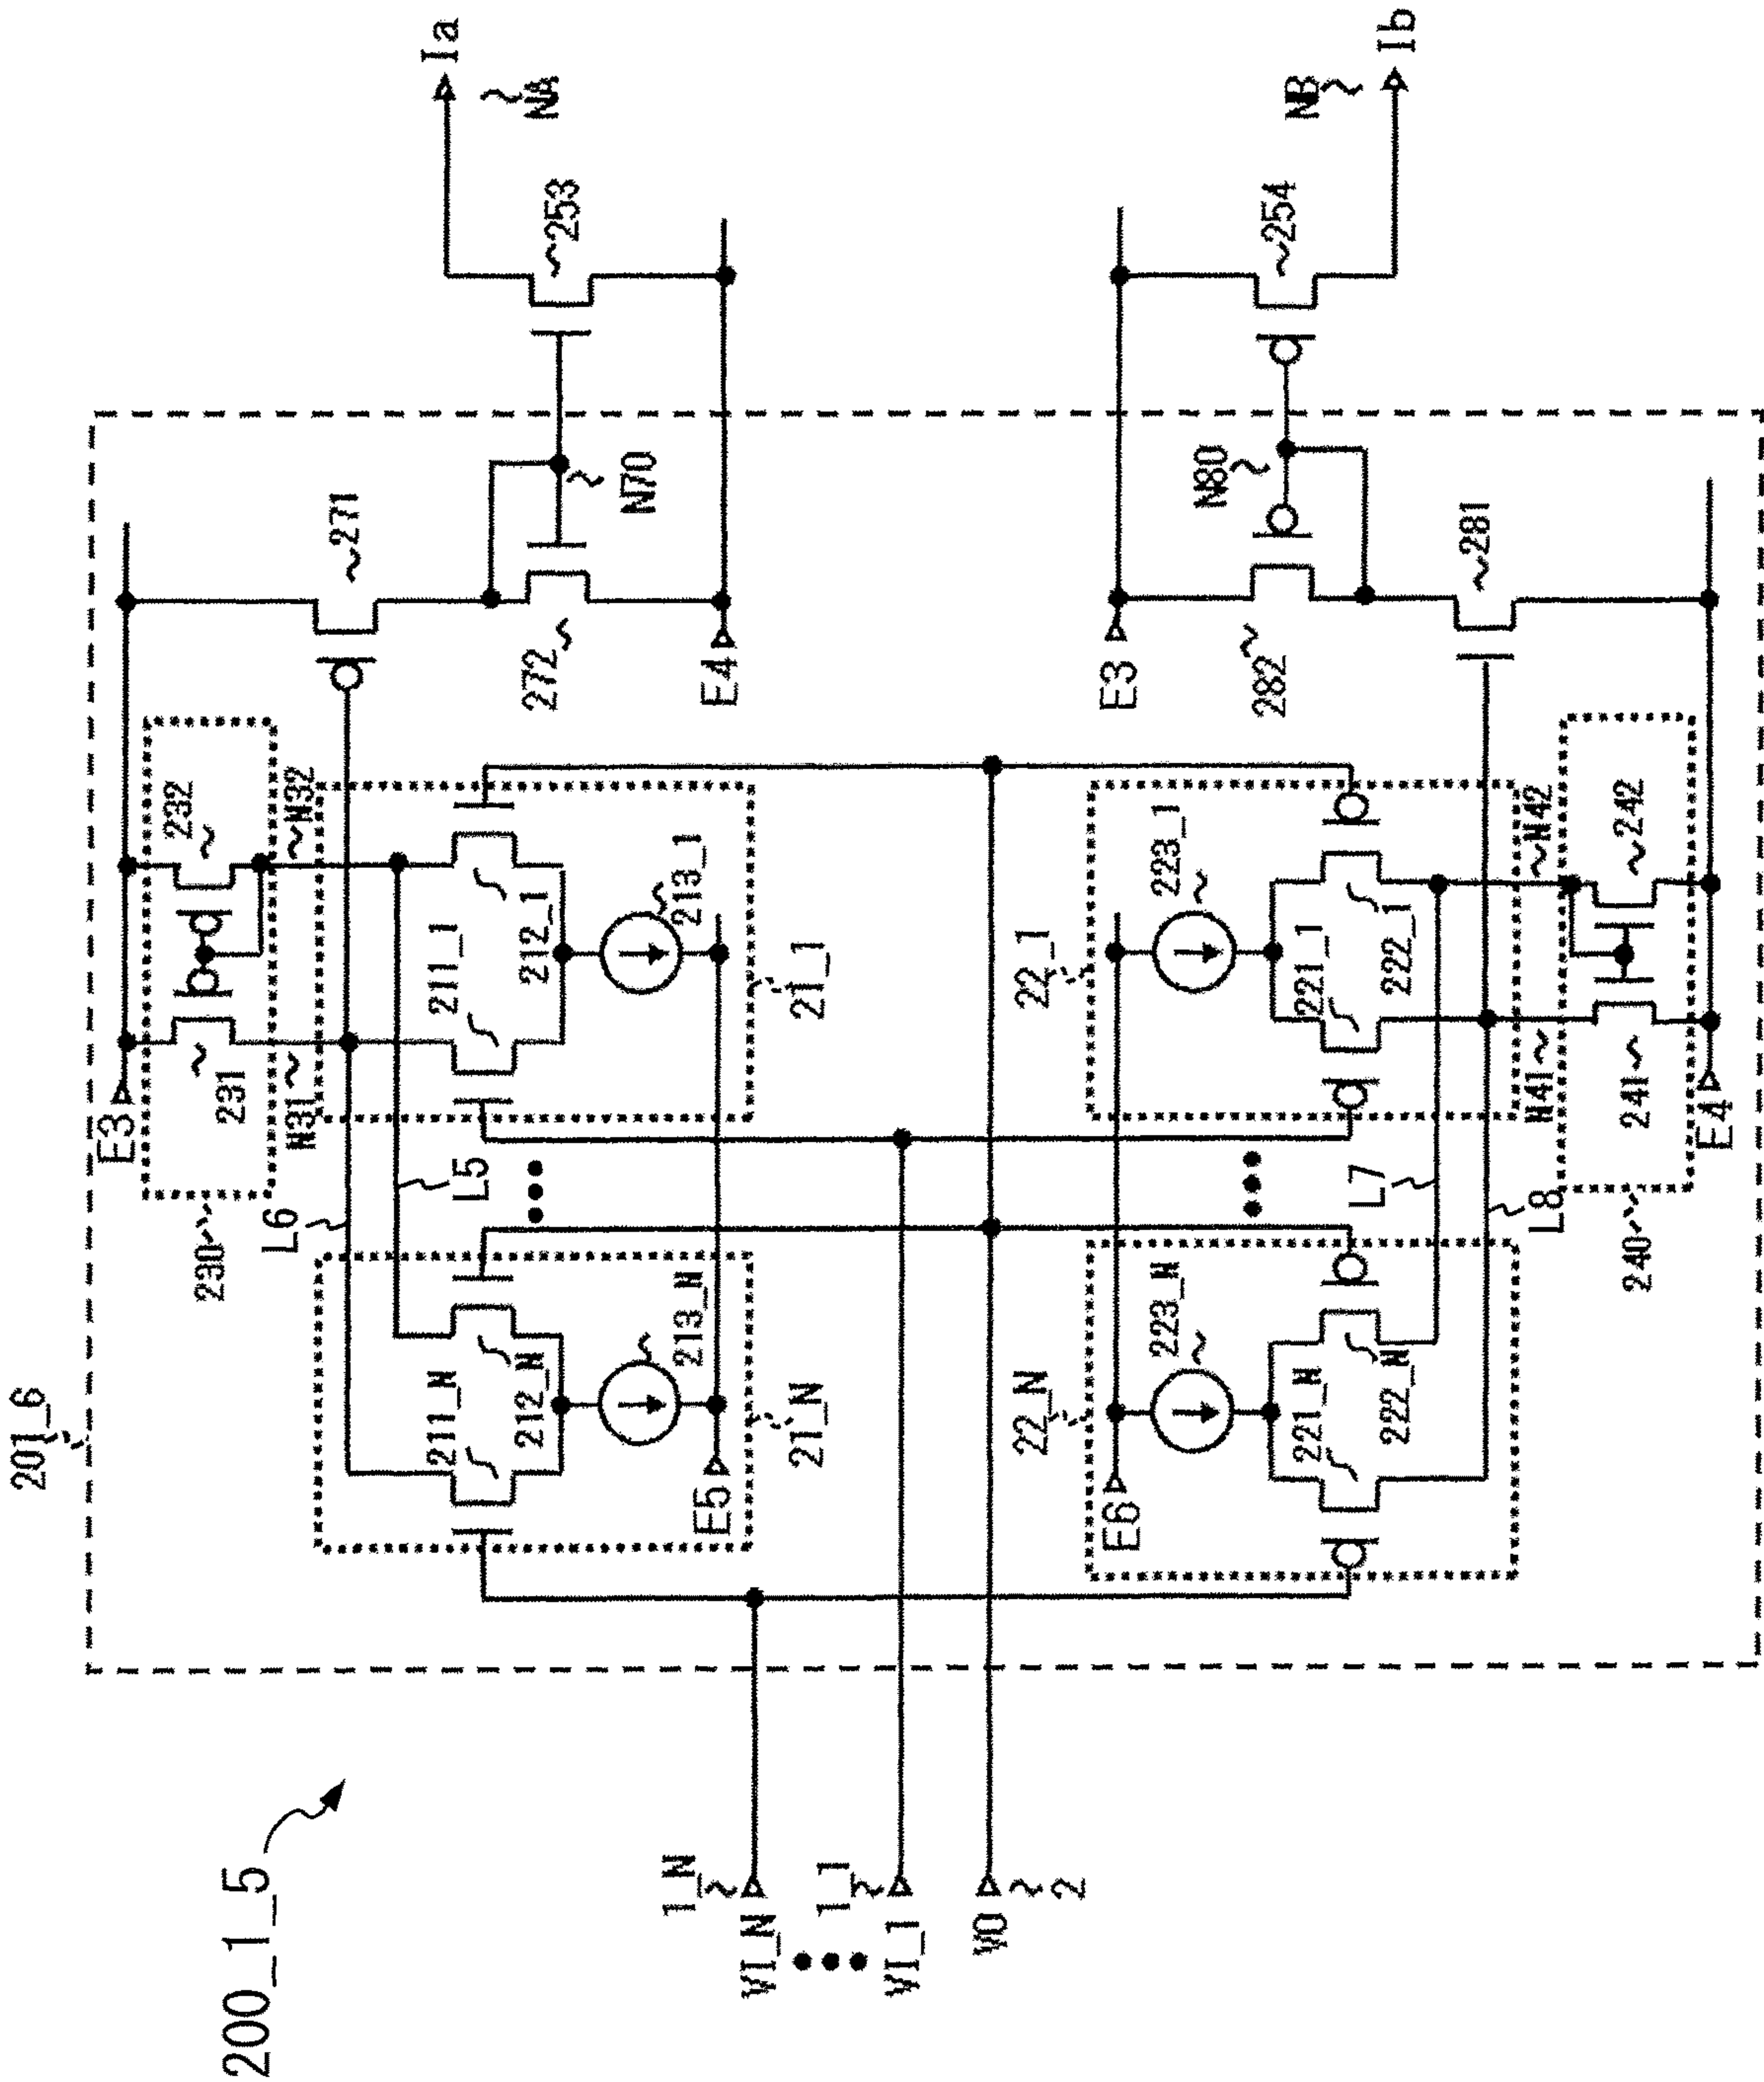 200_1_5
201_6
E3
230
231
232
N31
N32
L6
L5
271
272
N70
E4
253
Ia
NA
211_1
212_1
213_1
21_1
211_N
212_N
213_N
21_N
E5
VI_N
1_N
VI_1
1_1
VO
2
E6
22_N
223_N
221_N
222_N
22_1
223_1
221_1
222_1
L7
L8
N41
N42
240
241
242
E4
E3
282
281
N80
254
NB
Ib